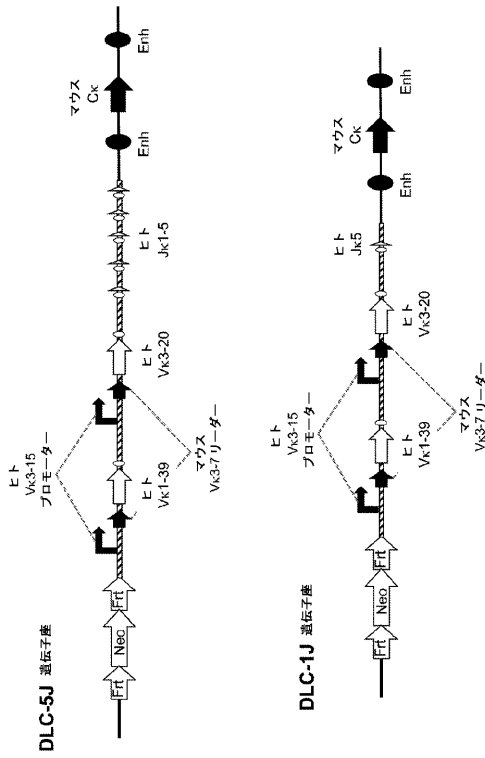 DLC-5J 遺伝子座
ヒト
Vκ3-15
プロモーター
マウス
Cκ
Frt
Neo
Frt
ヒト
Vκ1-39
ヒト
Vκ3-20
ヒト
Jκ1-5
Enh
Enh
マウス
Vκ3-7リーダー
DLC-1J 遺伝子座
ヒト
Vκ3-15
プロモーター
マウス
Cκ
Frt
Neo
Frt
ヒト
Vκ1-39
ヒト
Vκ3-20
ヒト
Jκ5
Enh
Enh
マウス
Vκ3-7リーダー